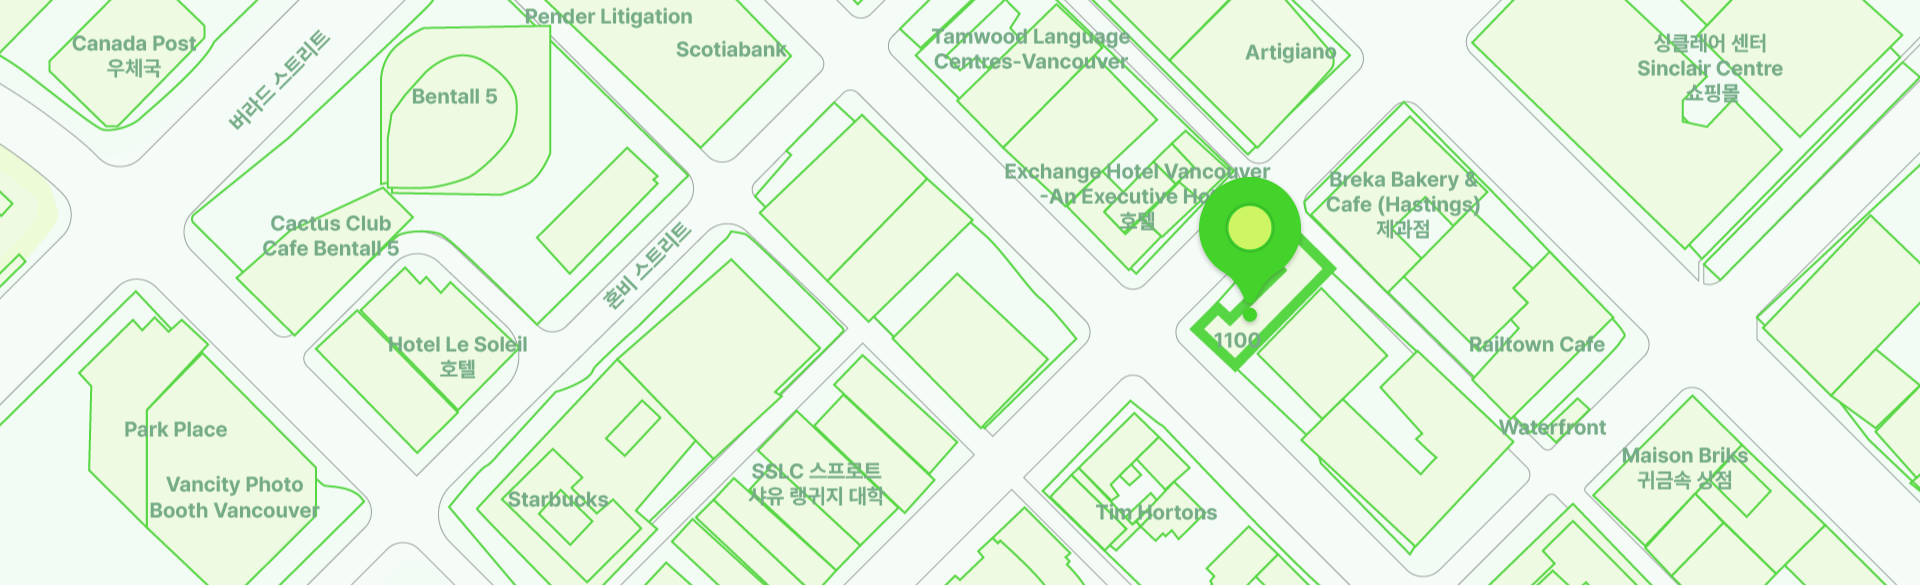 Render Litigation
Canada Post
우체국
버라드 스트리트
Scotiabank
Bentall 5
Tamwood Language
Centres-Vancouver
Artigiano
싱클레어 센터
Sinclair Centre
쇼핑몰
Exchange Hotel Vancouver
-An Executive Ho
호텔
Breka Bakery &
Cafe (Hastings)
제과점
Cactus Club
Cafe Bentall 5
혼비 스트리트
Hotel Le Soleil
호텔
1100
Railtown Cafe
Park Place
Vancity Photo
Booth Vancouver
Starbucks
SSLC 스프로트
샤유 랭귀지 대학
Tim Hortons
Waterfront
Maison Briks
귀금속 상점